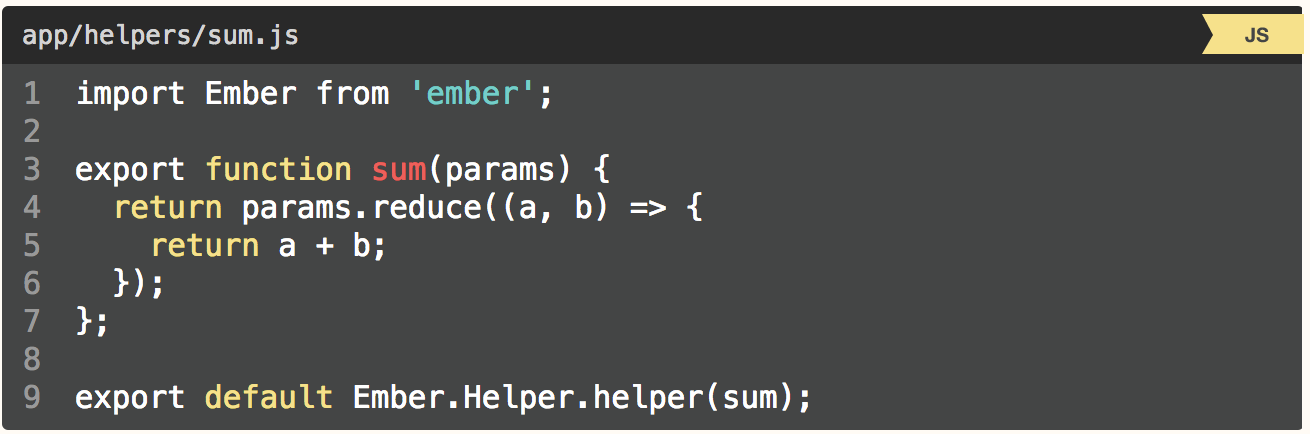 app/helpers/sum.js
JS
1 import Ember from 'ember';
2
3 export function sum(params) {
4   return params.reduce((a, b) => {
5     return a + b;
6   });
7 };
8
9 export default Ember.Helper.helper(sum);